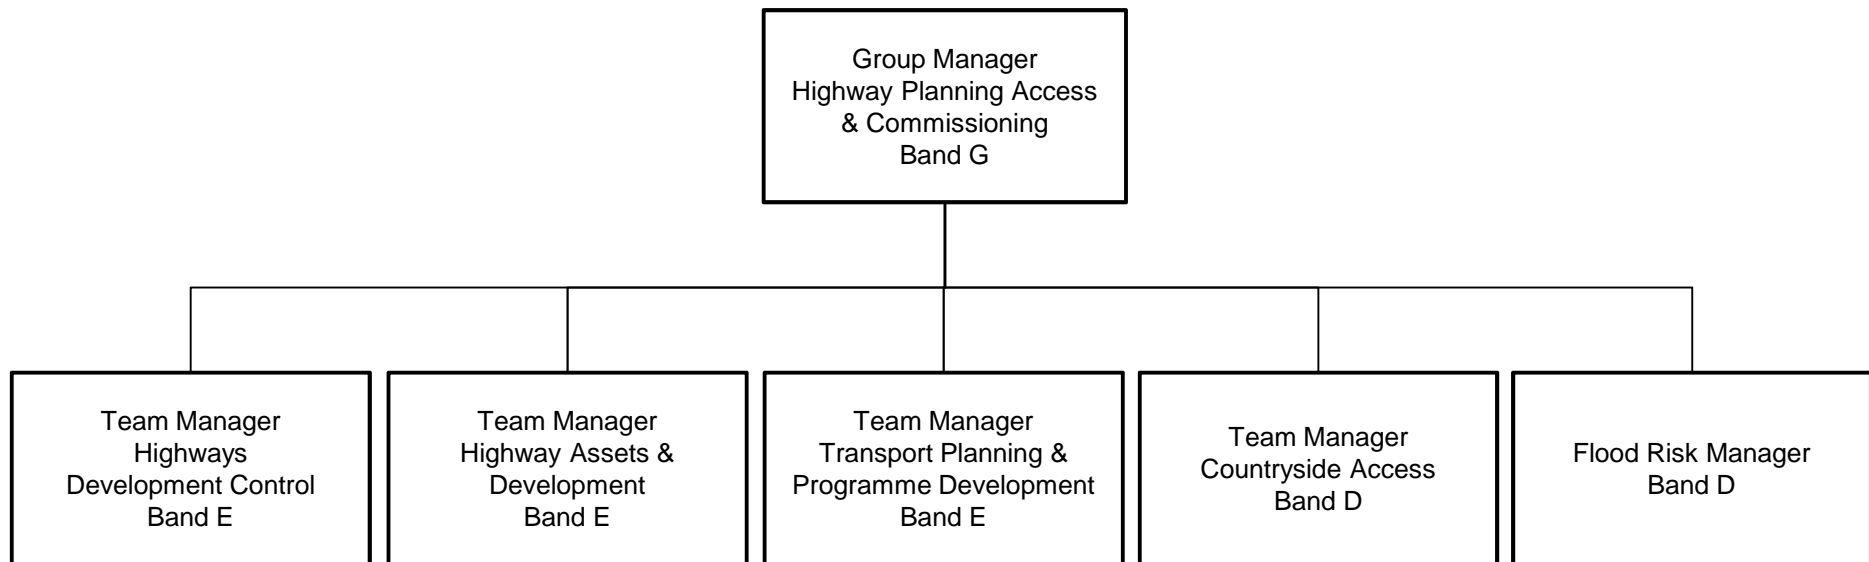 Group Manager
Highway Planning Access
& Commissioning
Band G
Team Manager
Highways
Development Control
Band E
Team Manager
Highway Assets &
Development
Band E
Team Manager
Transport Planning &
Programme Development
Band E
Team Manager
Countryside Access
Band D
Flood Risk Manager
Band D